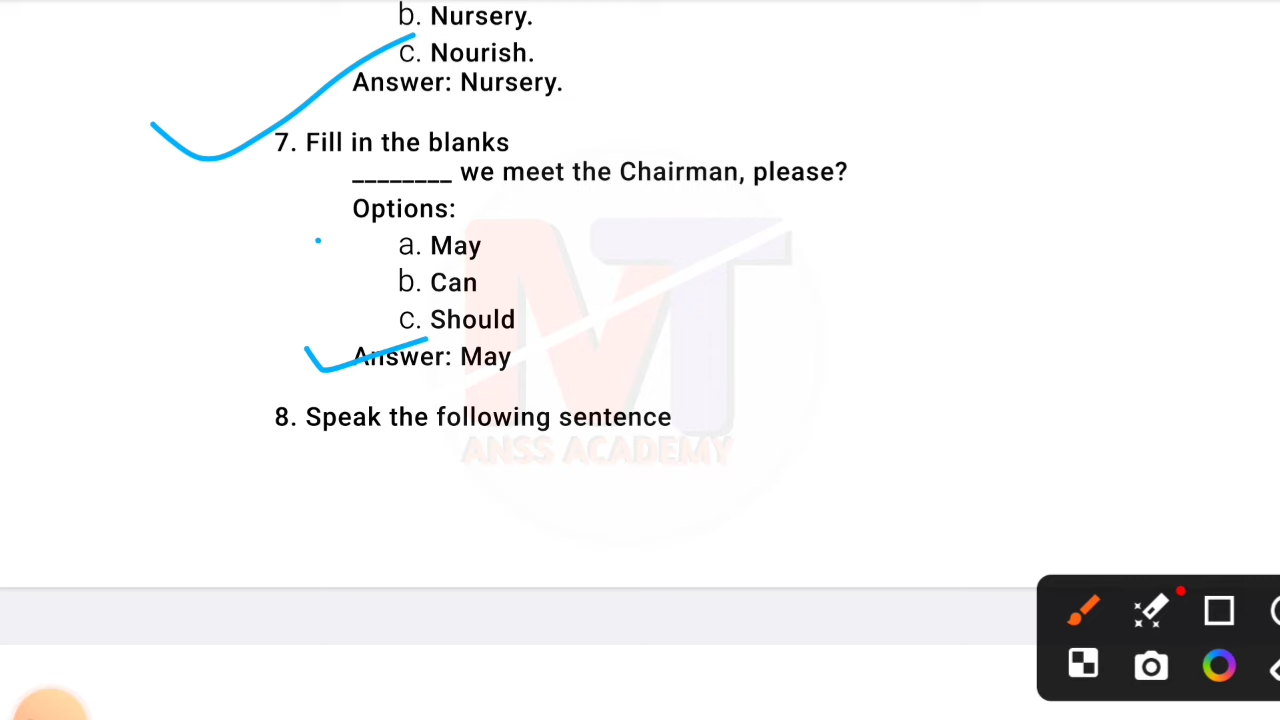 b. Nursery.
c. Nourish.
Answer: Nursery.
7. Fill in the blanks
________ we meet the Chairman, please?
Options:
a. May
b. Can
c. Should
Answer: May
8. Speak the following sentence
MT
ANSS ACADEMY